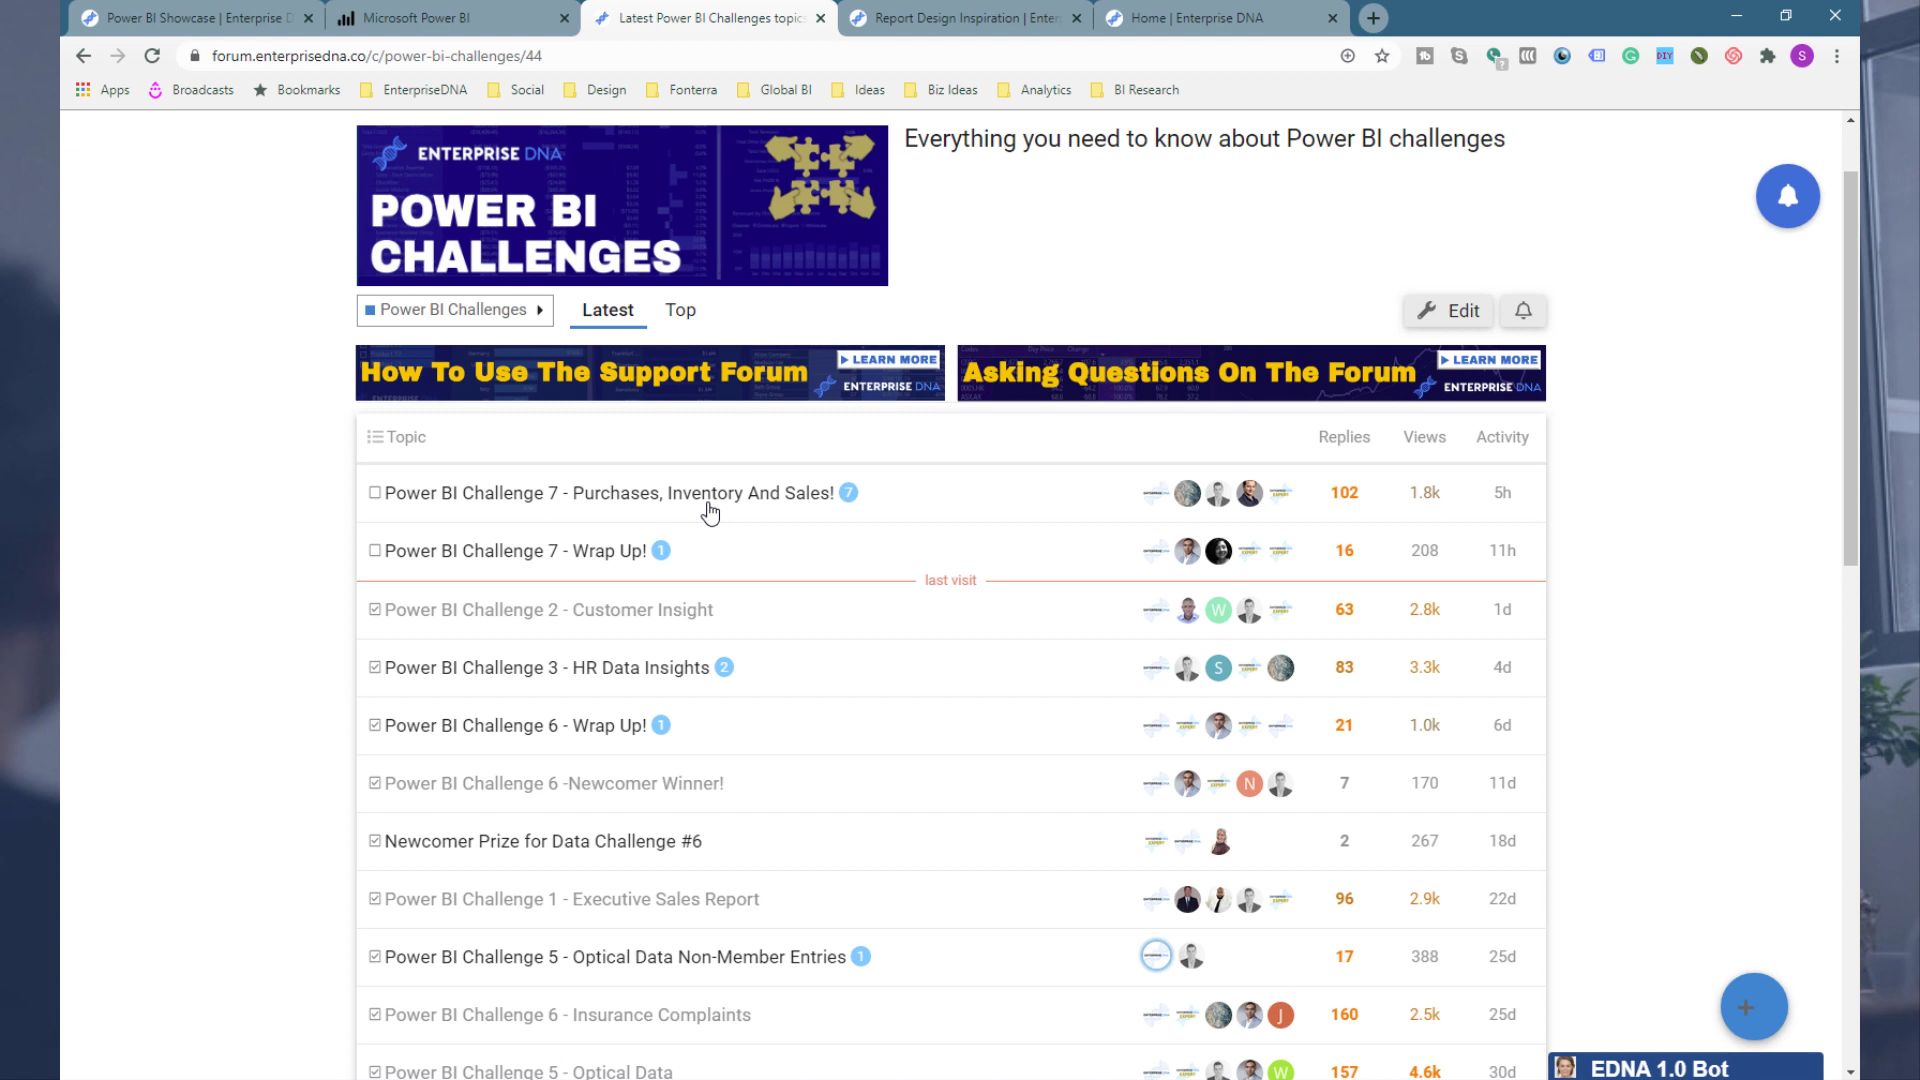 Power BI Showcase | Enterprise D
Microsoft Power BI
Latest Power BI Challenges topic
Report Design Inspiration | Enter
Home | Enterprise DNA
forum.enterprisedna.co/c/power-bi-challenges/44
Apps
Broadcasts
Bookmarks
EnterpriseDNA
Social
Design
Fonterra
Global BI
Ideas
Biz Ideas
Analytics
BI Research
ENTERPRISE DNA
POWER BI
CHALLENGES
Everything you need to know about Power BI challenges
Power BI Challenges
Latest
Top
Edit
How To Use The Support Forum
LEARN MORE
ENTERPRISE DNA
Asking Questions On The Forum
LEARN MORE
ENTERPRISE DNA
Topic Replies Views Activity
Power BI Challenge 7 - Purchases, Inventory And Sales! 7 102 1.8k 5h
Power BI Challenge 7 - Wrap Up! 1 16 208 11h
last visit
Power BI Challenge 2 - Customer Insight W 63 2.8k 1d
Power BI Challenge 3 - HR Data Insights 2 S 83 3.3k 4d
Power BI Challenge 6 - Wrap Up! 1 21 1.0k 6d
Power BI Challenge 6 -Newcomer Winner! N 7 170 11d
Newcomer Prize for Data Challenge #6 2 267 18d
Power BI Challenge 1 - Executive Sales Report 96 2.9k 22d
Power BI Challenge 5 - Optical Data Non-Member Entries 1 17 388 25d
Power BI Challenge 6 - Insurance Complaints J 160 2.5k 25d
Power BI Challenge 5 - Optical Data W 157 4.6k 30d
EDNA 1.0 Bot